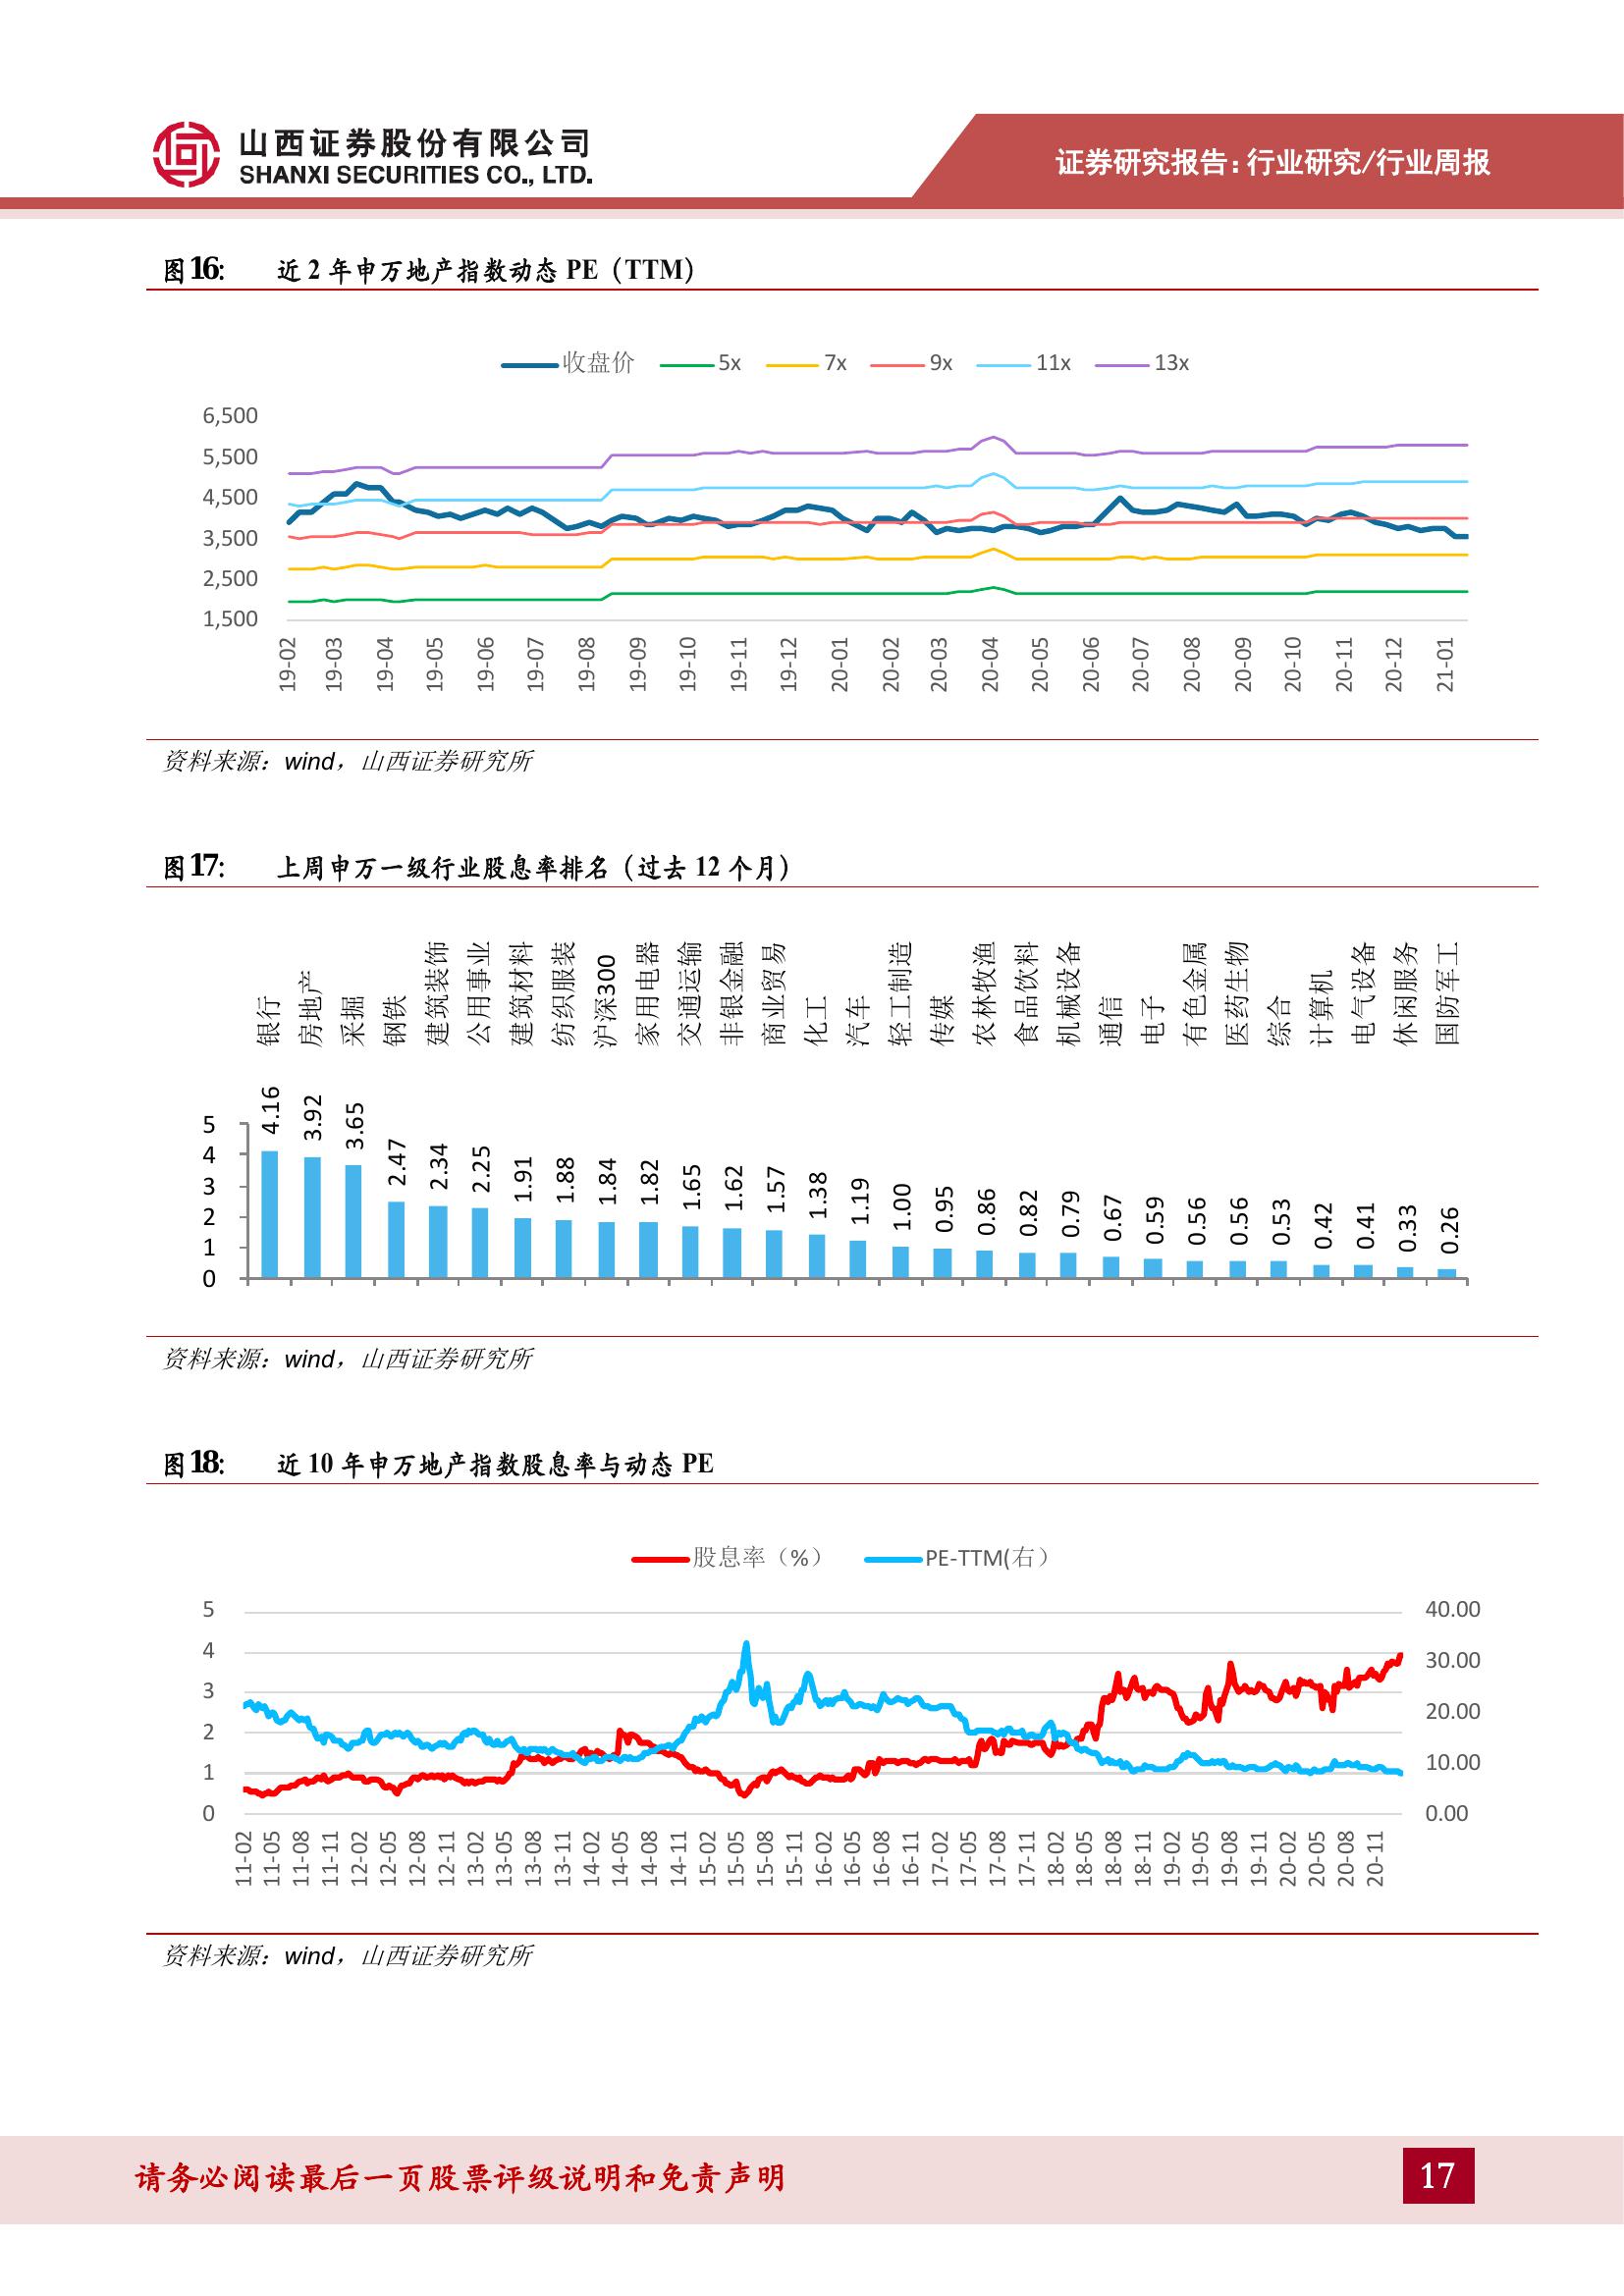 山西证券股份有限公司
SHANXI SECURITIES CO., LTD.
证券研究报告:行业研究/行业周报
图16: 近 2 年申万地产指数动态 PE（TTM）
收盘价 5x 7x 9x 11x 13x
6,500
5,500
4,500
3,500
2,500
1,500
19-02 19-03 19-04 19-05 19-06 19-07 19-08 19-09 19-10 19-11 19-12 20-01 20-02 20-03 20-04 20-05 20-06 20-07 20-08 20-09 20-10 20-11 20-12 21-01
资料来源：wind，山西证券研究所
图17: 上周申万一级行业股息率排名（过去 12 个月）
银行 房地产 采掘 钢铁 建筑装饰 公用事业 建筑材料 纺织服装 沪深300 家用电器 交通运输 非银金融 商业贸易 化工 汽车 轻工制造 传媒 农林牧渔 食品饮料 机械设备 通信 电子 有色金属 医药生物 综合 计算机 电气设备 休闲服务 国防军工
4.16 3.92 3.65 2.47 2.34 2.25 1.91 1.88 1.84 1.82 1.65 1.62 1.57 1.38 1.19 1.00 0.95 0.86 0.82 0.79 0.67 0.59 0.56 0.56 0.53 0.42 0.41 0.33 0.26
5
4
3
2
1
0
资料来源：wind，山西证券研究所
图18: 近 10 年申万地产指数股息率与动态 PE
股息率（%） PE-TTM(右）
5 40.00
4 30.00
3 20.00
2 10.00
1 0.00
0
11-02 11-05 11-08 11-11 12-02 12-05 12-08 12-11 13-02 13-05 13-08 13-11 14-02 14-05 14-08 14-11 15-02 15-05 15-08 15-11 16-02 16-05 16-08 16-11 17-02 17-05 17-08 17-11 18-02 18-05 18-08 18-11 19-02 19-05 19-08 19-11 20-02 20-05 20-08 20-11
资料来源：wind，山西证券研究所
请务必阅读最后一页股票评级说明和免责声明
17